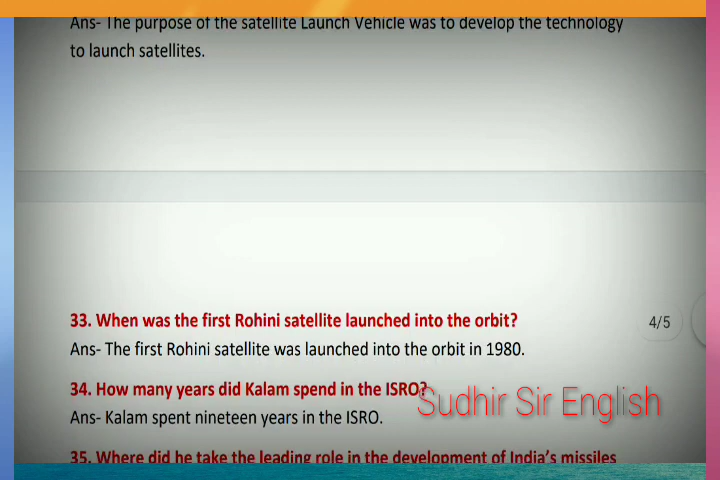 Ans- The purpose of the satellite Launch Vehicle was to develop the technology
to launch satellites.
33. When was the first Rohini satellite launched into the orbit?
4/5
Ans- The first Rohini satellite was launched into the orbit in 1980.
34. How many years did Kalam spend in the ISRO?
Sudhir Sir English
Ans- Kalam spent nineteen years in the ISRO.
35. Where did he take the leading role in the development of India's missiles